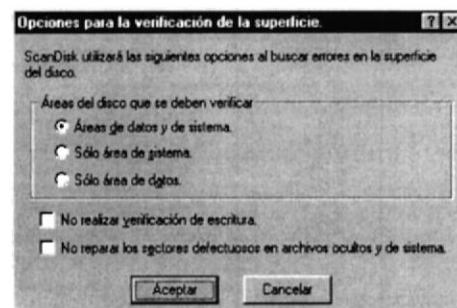 Opciones para la verificación de la superficie.
ScanDisk utilizará las siguientes opciones al buscar errores en la superficie
del disco.
Áreas del disco que se deben verificar
Áreas de datos y de sistema.
Sólo área de sistema.
Sólo área de datos.
No realizar verificación de escritura.
No reparar los sectores defectuosos en archivos ocultos y de sistema.
Aceptar Cancelar